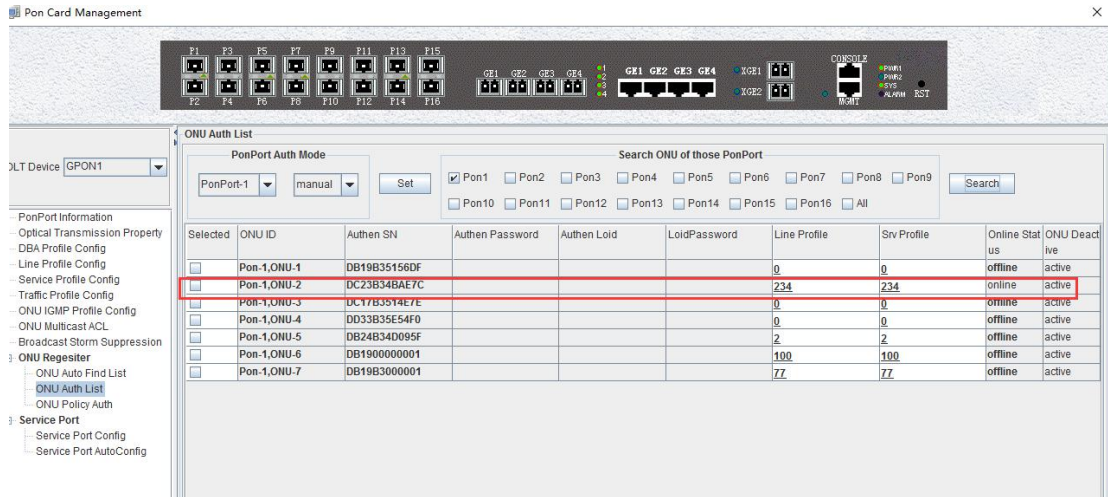 Pon Card Management
P1 P3 P5 P7 P9 P11 P13 P15
P2 P4 P6 P8 P10 P12 P14 P16
GE1 GE2 GE3 GE4
1
2
3
4
GE1 GE2 GE3 GE4
XGE1
XGE2
CONSOLE
MGMT
PWR1
PWR2
SYS
ALARM
RST
OLT Device GPON1
PonPort Information
Optical Transmission Property
DBA Profile Config
Line Profile Config
Service Profile Config
Traffic Profile Config
ONU IGMP Profile Config
ONU Multicast ACL
Broadcast Storm Suppression
ONU Regesiter
ONU Auto Find List
ONU Auth List
ONU Policy Auth
Service Port
Service Port Config
Service Port AutoConfig
ONU Auth List
PonPort Auth Mode
PonPort-1 manual Set
Search ONU of those PonPort
Pon1 Pon2 Pon3 Pon4 Pon5 Pon6 Pon7 Pon8 Pon9
Pon10 Pon11 Pon12 Pon13 Pon14 Pon15 Pon16 All
Search
Selected ONU ID Authen SN Authen Password Authen Loid LoidPassword Line Profile Srv Profile Online Stat ONU Deact
us ive
Pon-1,ONU-1 DB19B35156DF 0 0 offline active
Pon-1,ONU-2 DC23B34BAE7C 234 234 online active
Pon-1,ONU-3 DC17B3514E7E 0 0 offline active
Pon-1,ONU-4 DD33B35E54F0 0 0 offline active
Pon-1,ONU-5 DB24B34D095F 2 2 offline active
Pon-1,ONU-6 DB1900000001 100 100 offline active
Pon-1,ONU-7 DB19B3000001 77 77 offline active